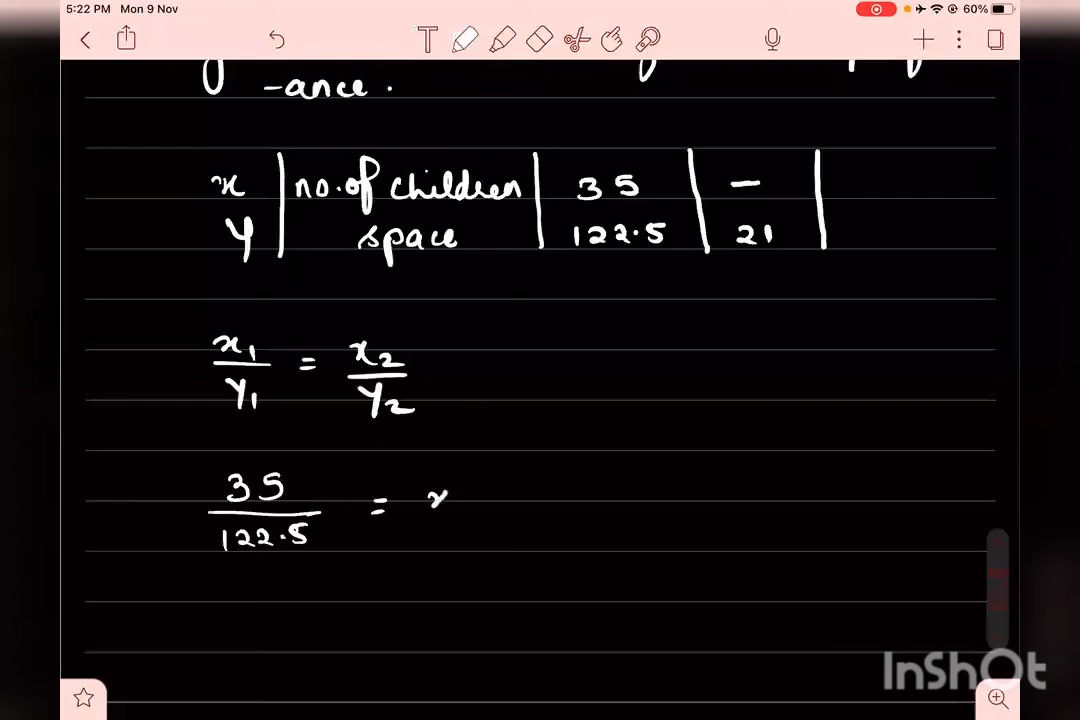 5:22 PM Mon 9 Nov 60%
T
-ance.
x no. of children 35 –
y space 122.5 21
x1/y1 = x2/y2
35/122.5 = x
InShOt